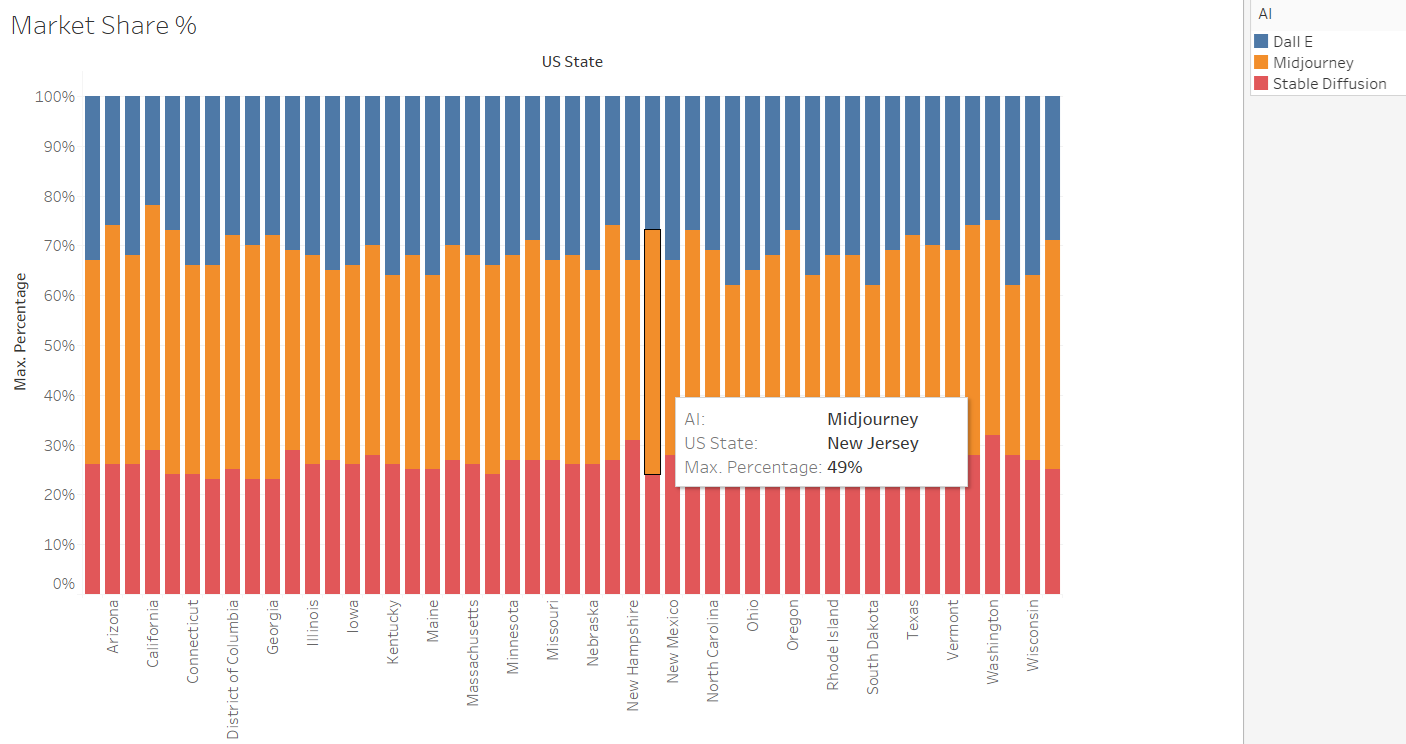 Market Share %
US State
Max. Percentage
100%
90%
80%
70%
60%
50%
40%
30%
20%
10%
0%
AI: Midjourney
US State: New Jersey
Max. Percentage: 49%
Arizona
California
Connecticut
District of Columbia
Georgia
Illinois
Iowa
Kentucky
Maine
Massachusetts
Minnesota
Missouri
Nebraska
New Hampshire
New Mexico
North Carolina
Ohio
Oregon
Rhode Island
South Dakota
Texas
Vermont
Washington
Wisconsin
AI
Dall E
Midjourney
Stable Diffusion